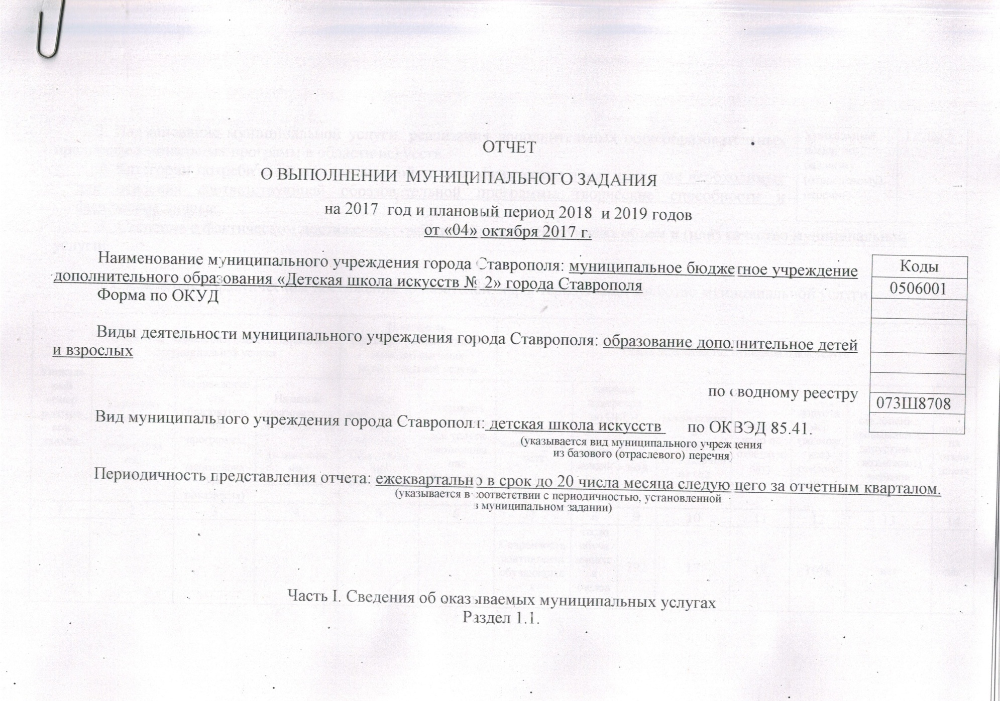 ОТЧЕТ
О ВЫПОЛНЕНИИ МУНИЦИПАЛЬНОГО ЗАДАНИЯ
на 2017 год и плановый период 2018 и 2019 годов
от «04» октября 2017 г.
Наименование муниципального учреждения города Ставрополя: муниципальное бюджетное учреждение
дополнительного образования «Детская школа искусств № 2» города Ставрополя
Форма по ОКУД
Коды
0506001
Виды деятельности муниципального учреждения города Ставрополя: образование дополнительное детей
и взрослых
по сводному реестру
073Ш8708
Вид муниципального учреждения города Ставрополя: детская школа искусств по ОКВЭД 85.41.
(указывается вид муниципального учреждения
из базового (отраслевого) перечня)
Периодичность представления отчета: ежеквартально в срок до 20 числа месяца следующего за отчетным кварталом.
(указывается в соответствии с периодичностью, установленной
в муниципальном задании)
Часть I. Сведения об оказываемых муниципальных услугах
Раздел 1.1.